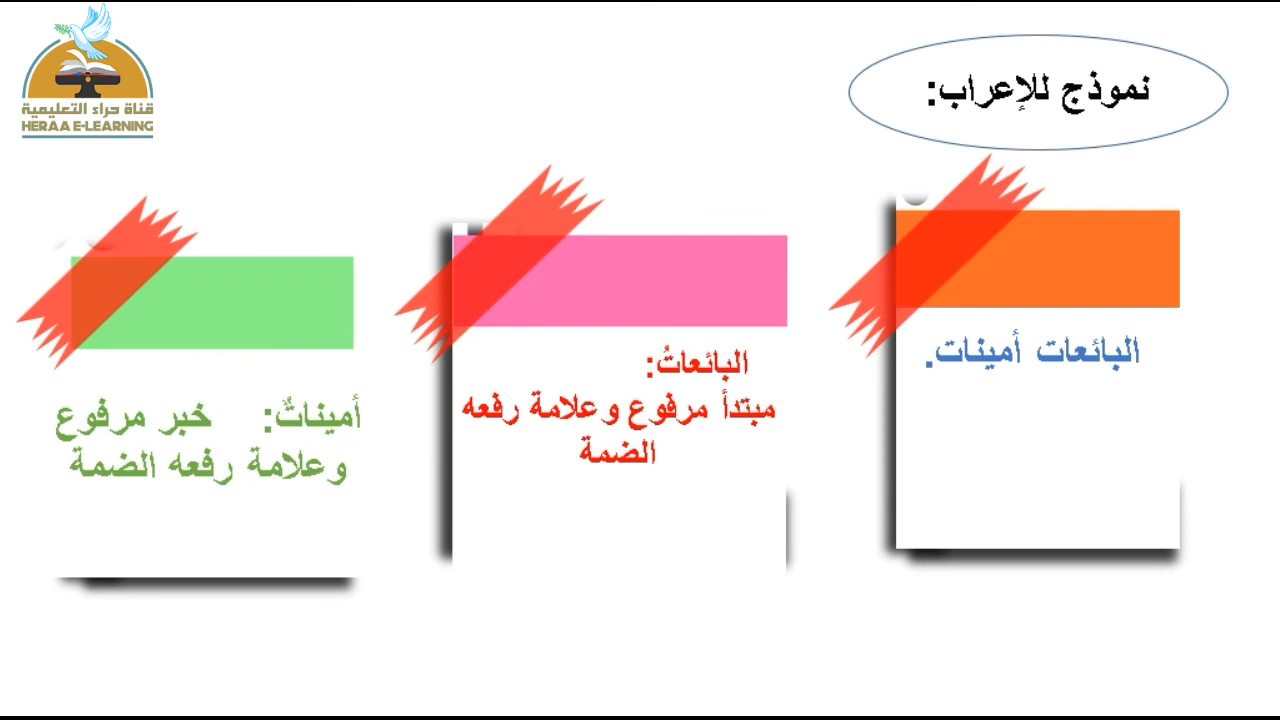 قناة حراء التعليمية
HERAA E-LEARNING
نموذج للإعراب:
البائعات أمينات.
البائعاتُ:
مبتدأ مرفوع وعلامة رفعه
الضمة
أميناتٌ: خبر مرفوع
وعلامة رفعه الضمة